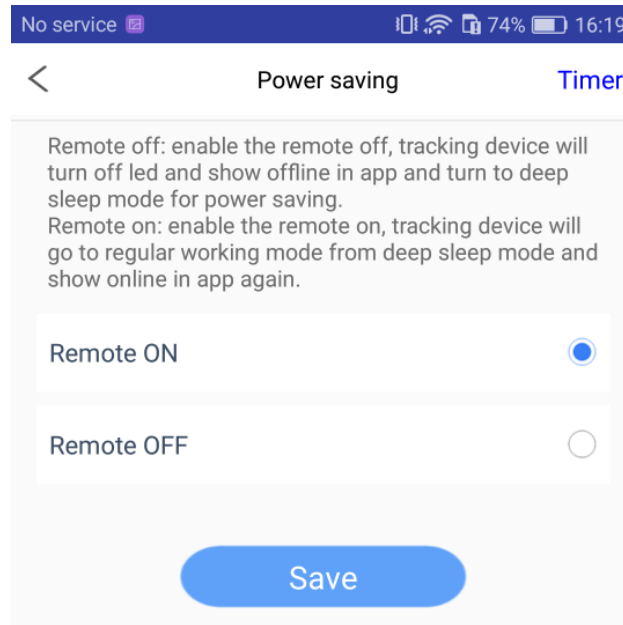 No service 74% 16:19
Power saving Timer
Remote off: enable the remote off, tracking device will
turn off led and show offline in app and turn to deep
sleep mode for power saving.
Remote on: enable the remote on, tracking device will
go to regular working mode from deep sleep mode and
show online in app again.
Remote ON
Remote OFF
Save